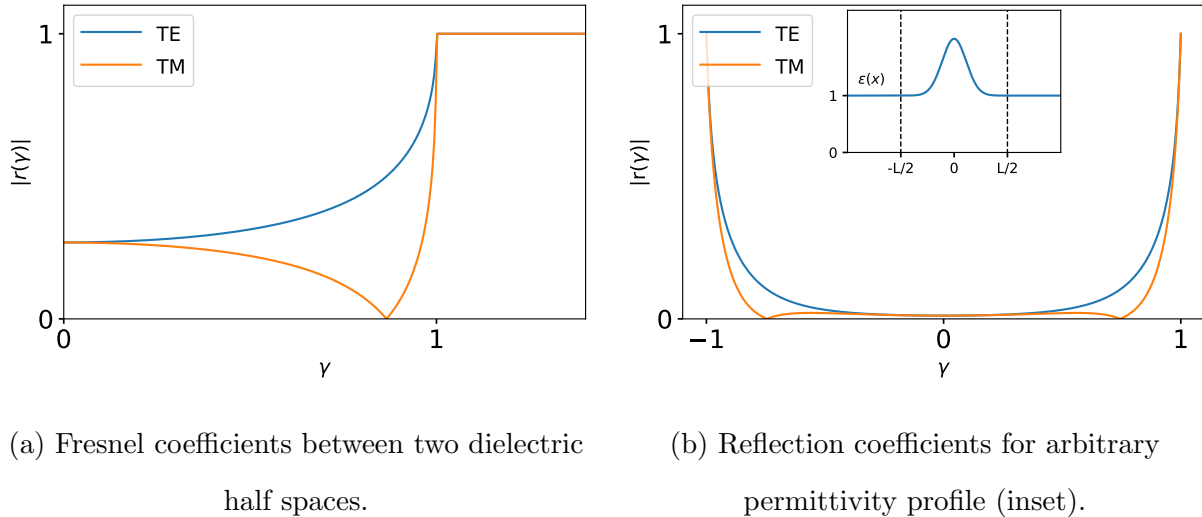 TE
TM
1
0
|r(γ)|
0
1
γ
TE
TM
1
0
|r(γ)|
−1
0
1
γ
ε(x)
1
0
-L/2
0
L/2
(a) Fresnel coefficients between two dielectric
half spaces.
(b) Reflection coefficients for arbitrary
permittivity profile (inset).